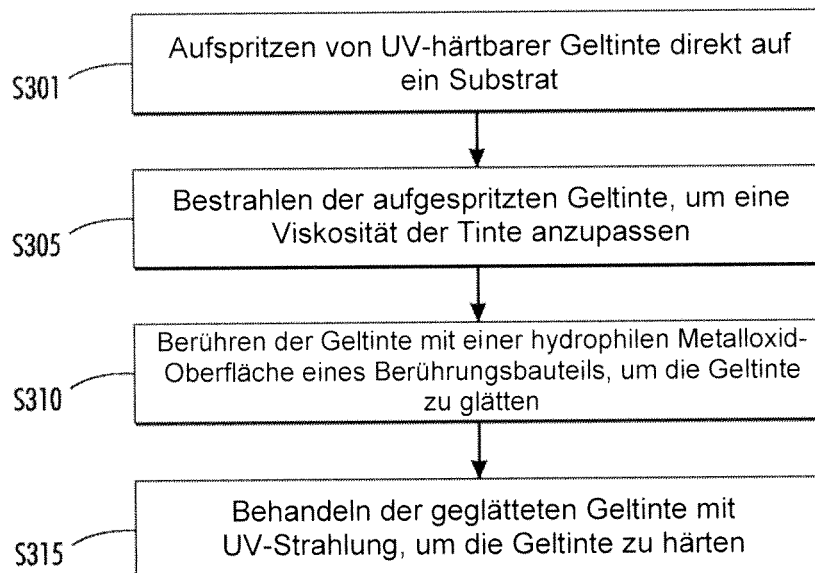 S301
Aufspritzen von UV-härtbarer Geltinte direkt auf
ein Substrat
S305
Bestrahlen der aufgespritzten Geltinte, um eine
Viskosität der Tinte anzupassen
S310
Berühren der Geltinte mit einer hydrophilen Metalloxid-
Oberfläche eines Berührungsbauteils, um die Geltinte
zu glätten
S315
Behandeln der geglätteten Geltinte mit
UV-Strahlung, um die Geltinte zu härten